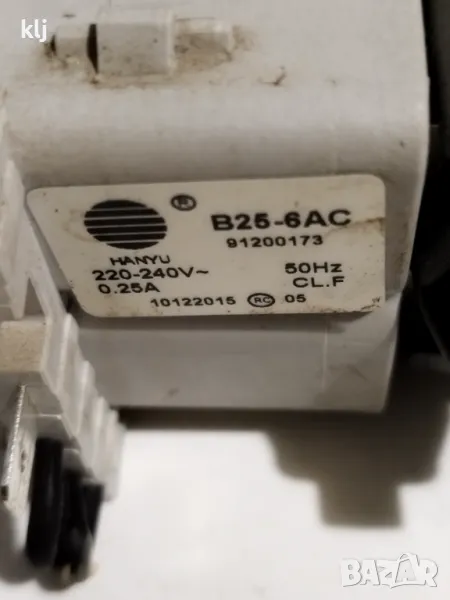 klj
®
B25-6AC
91200173
HANYU
220-240V~ 50Hz
0.25A CL.F
10122015 RC 05
BAZAR